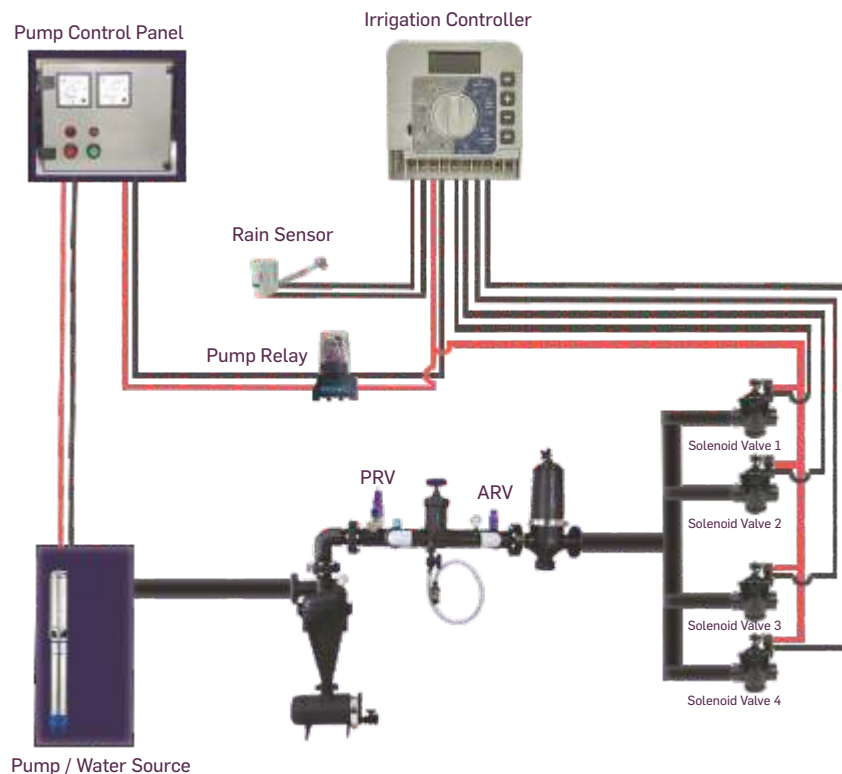 Irrigation Controller
Pump Control Panel
Rain Sensor
Pump Relay
Solenoid Valve 1
PRV
ARV
Solenoid Valve 2
Solenoid Valve 3
Solenoid Valve 4
Pump / Water Source